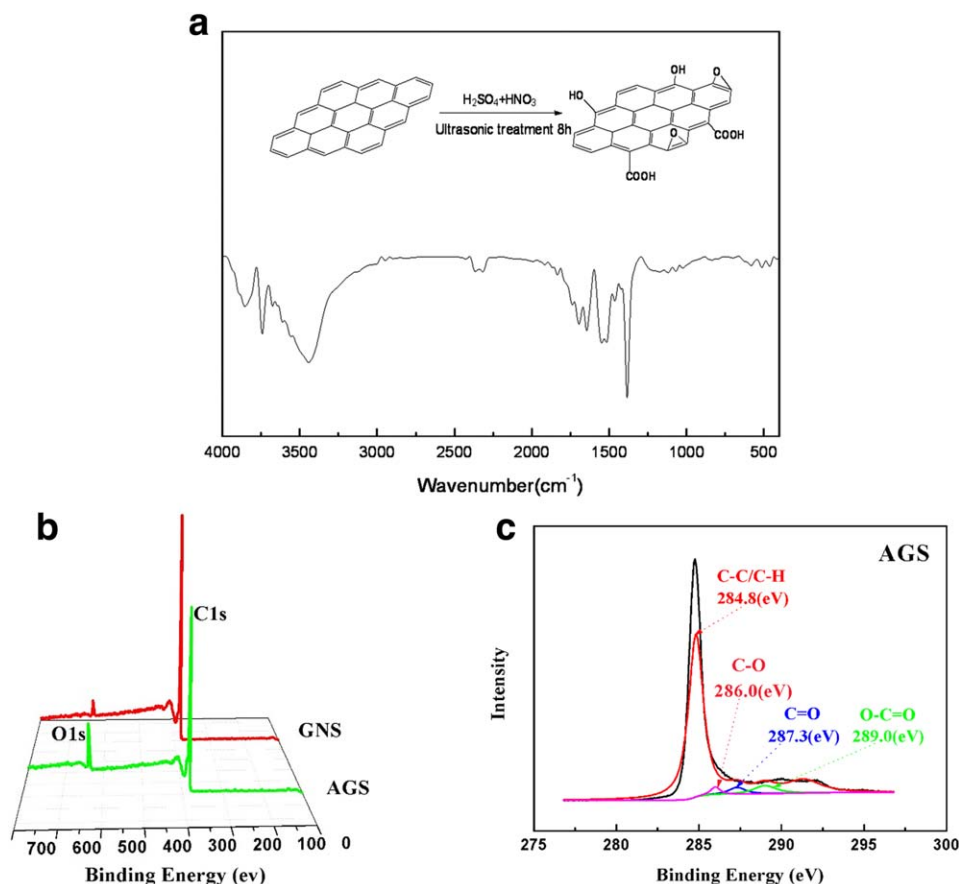 a
H₂SO₄+HNO₃
Ultrasonic treatment 8h
HO
OH
O
COOH
O
COOH
4000 3500 3000 2500 2000 1500 1000 500
Wavenumber(cm⁻¹)
b
C1s
O1s
GNS
AGS
700 600 500 400 300 200 100 0
Binding Energy (ev)
c
AGS
C-C/C-H
284.8(eV)
C-O
286.0(eV)
C=O
287.3(eV)
O-C=O
289.0(eV)
Intensity
275 280 285 290 295 300
Binding Energy (eV)